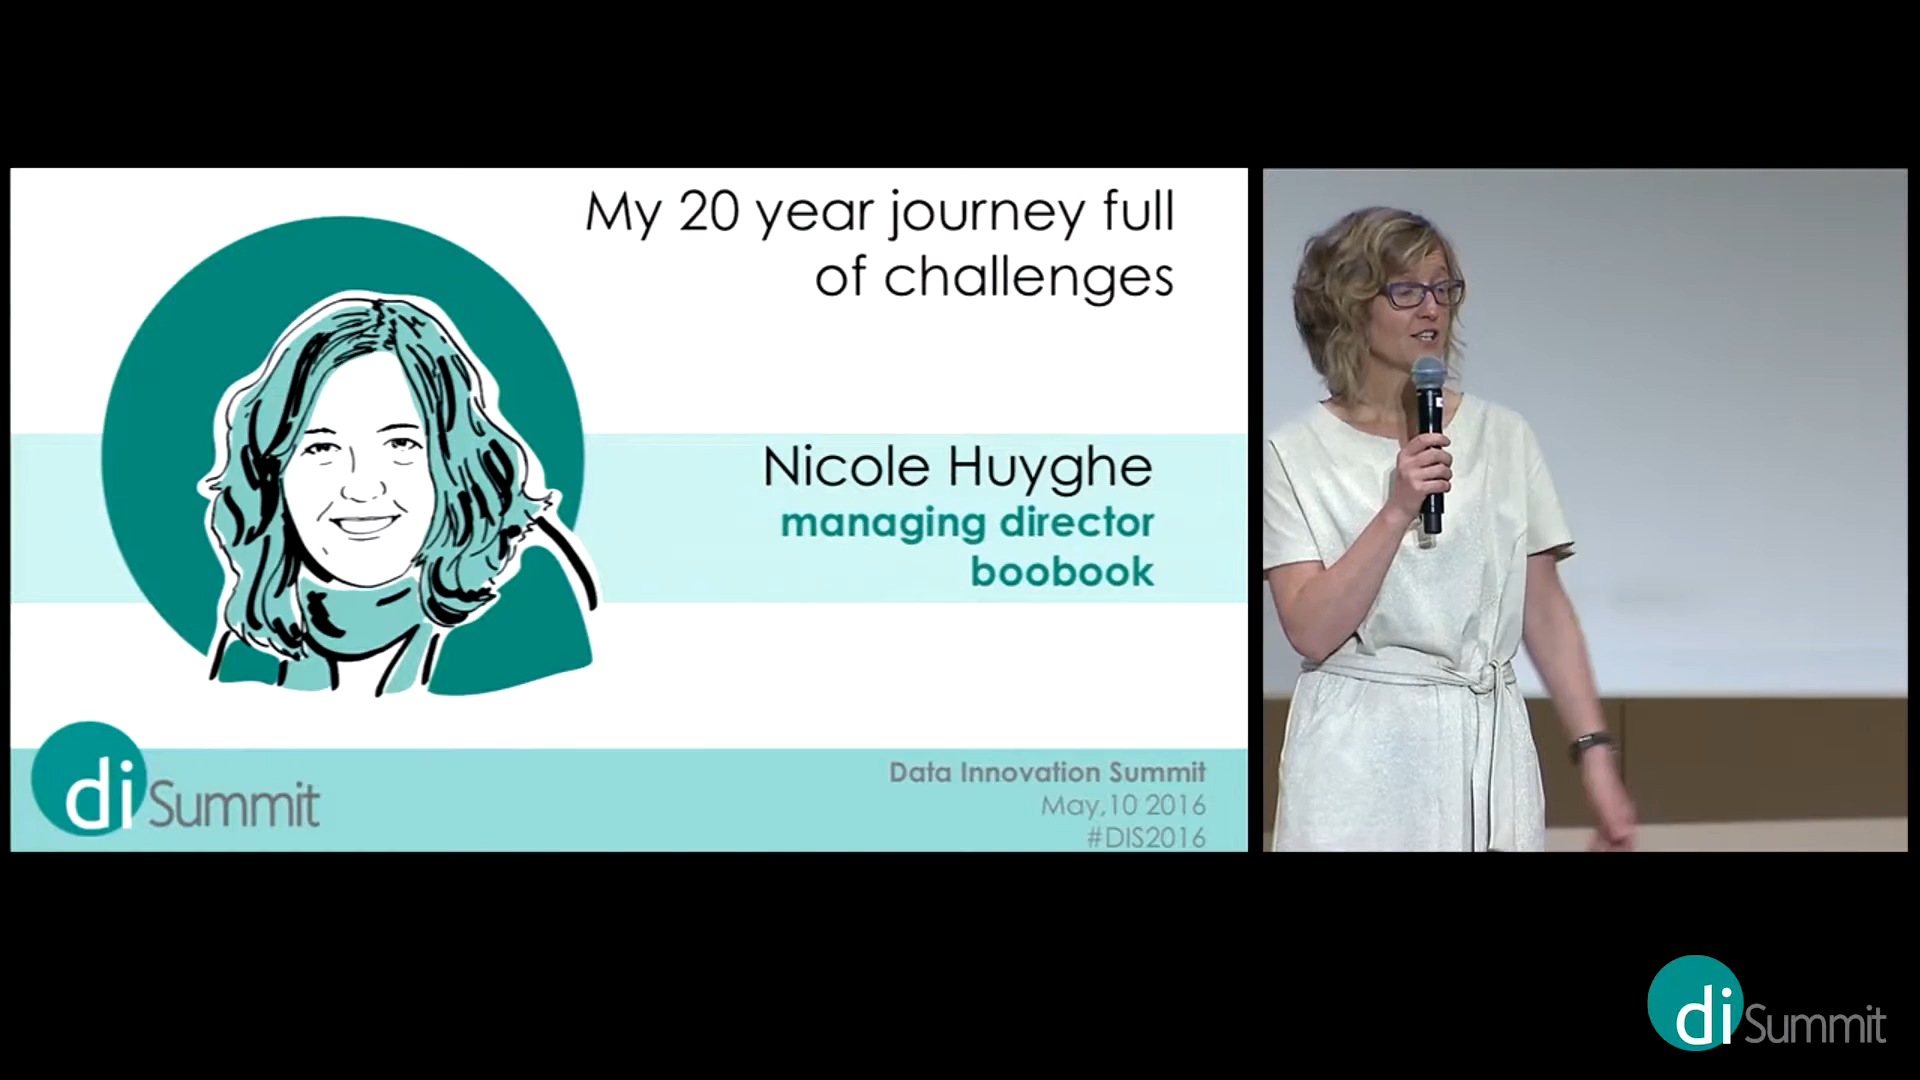 My 20 year journey full
of challenges
Nicole Huyghe
managing director
boobook
di Summit
Data Innovation Summit
May,10 2016
#DIS2016
di Summit